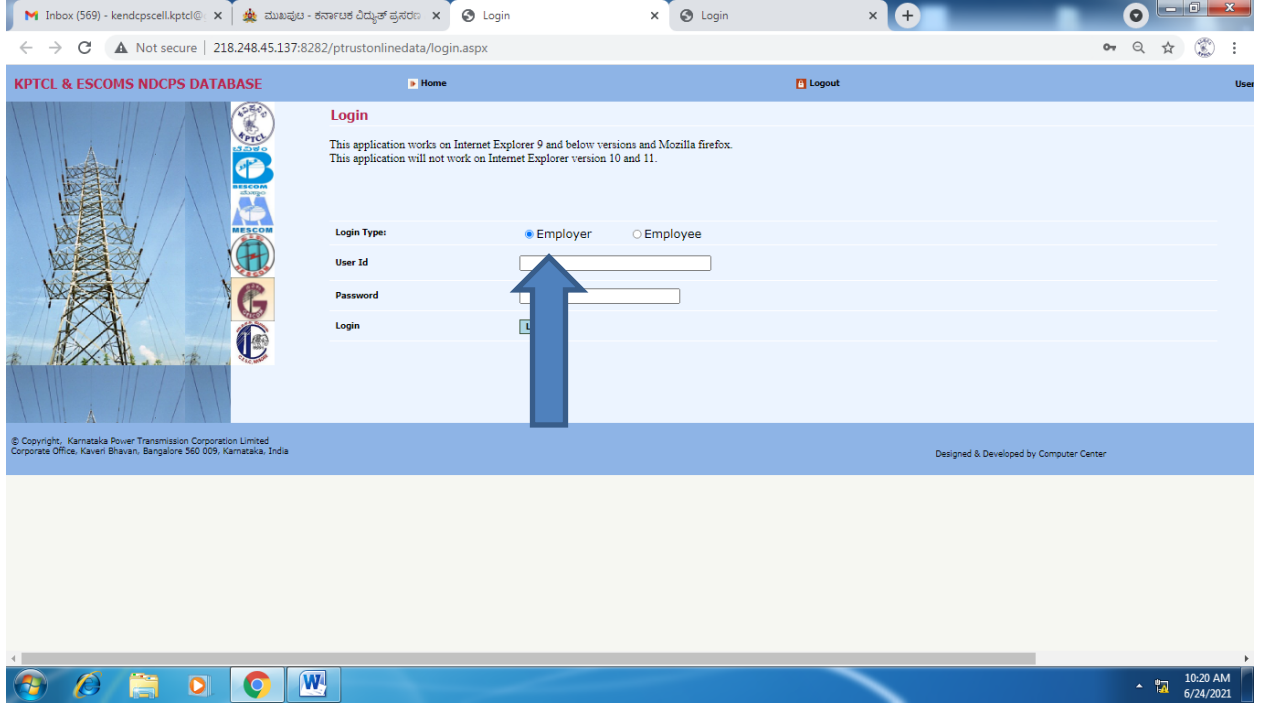 Inbox (569) - kendcpscell.kptcl@
ಮುಖಪುಟ - ಕರ್ನಾಟಕ ವಿದ್ಯುತ್ ಪ್ರಸರಣ
Login
Login
Not secure | 218.248.45.137:8282/ptrustonlinedata/login.aspx
KPTCL & ESCOMS NDCPS DATABASE
Home
Logout
User
Login
This application works on Internet Explorer 9 and below versions and Mozilla firefox.
This application will not work on Internet Explorer version 10 and 11.
KPTCL
BESCOM
MESCOM
Login Type:
Employer
Employee
User Id
Password
Login
© Copyright, Karnataka Power Transmission Corporation Limited
Corporate Office, Kaveri Bhavan, Bangalore 560 009, Karnataka, India
Designed & Developed by Computer Center
10:20 AM
6/24/2021